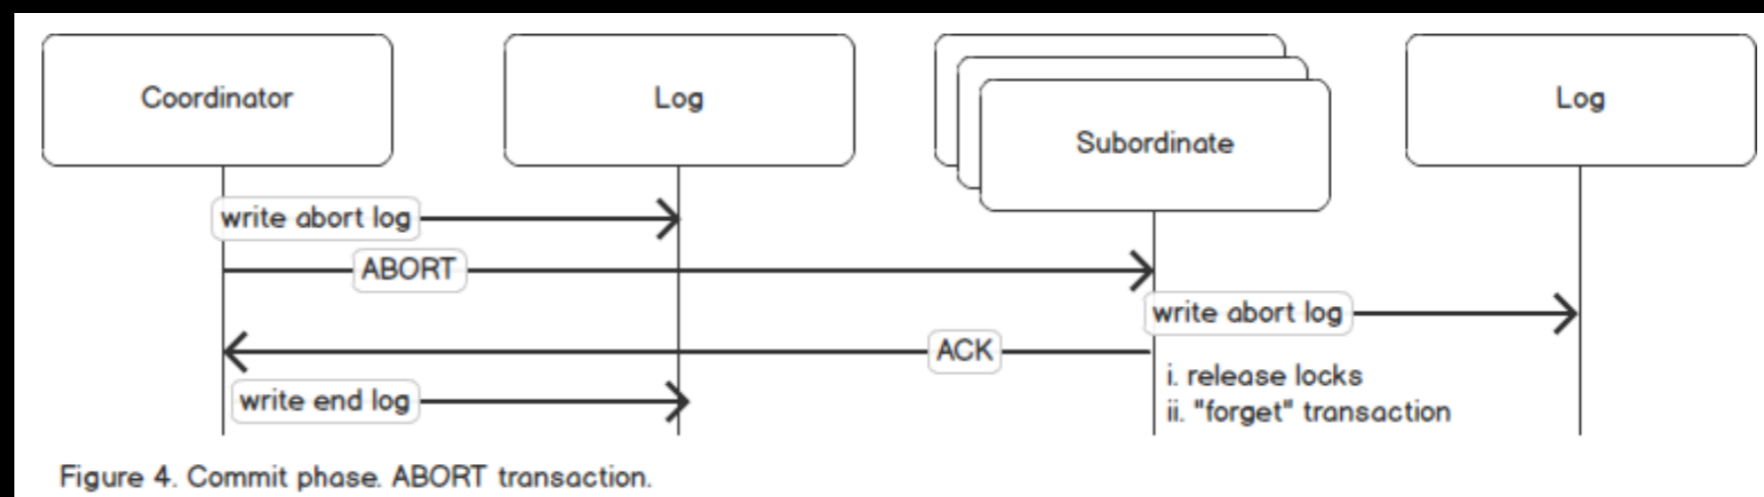 Coordinator
Log
Subordinate
Log
write abort log
ABORT
write abort log
ACK
i. release locks
ii. "forget" transaction
write end log
Figure 4. Commit phase. ABORT transaction.